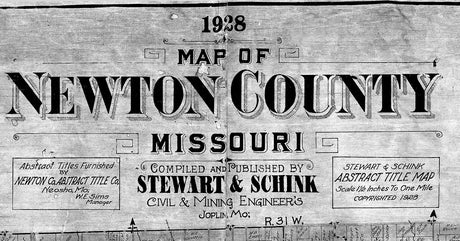 1928
MAP OF
NEWTON COUNTY
MISSOURI
COMPILED AND PUBLISHED BY
STEWART & SCHINK
CIVIL & MINING ENGINEER'S
JOPLIN, MO;
Abstract Titles Furnished
by
NEWTON CO, ABTRACT TITLE CO,
Neosho, Mo,
W.E. Sims
Manager
STEWART & SCHINK
ABTRACT TITLE MAP
Scale 1½ Inches To One Mile
COPYRIGHTED 1928
R. 31 W.